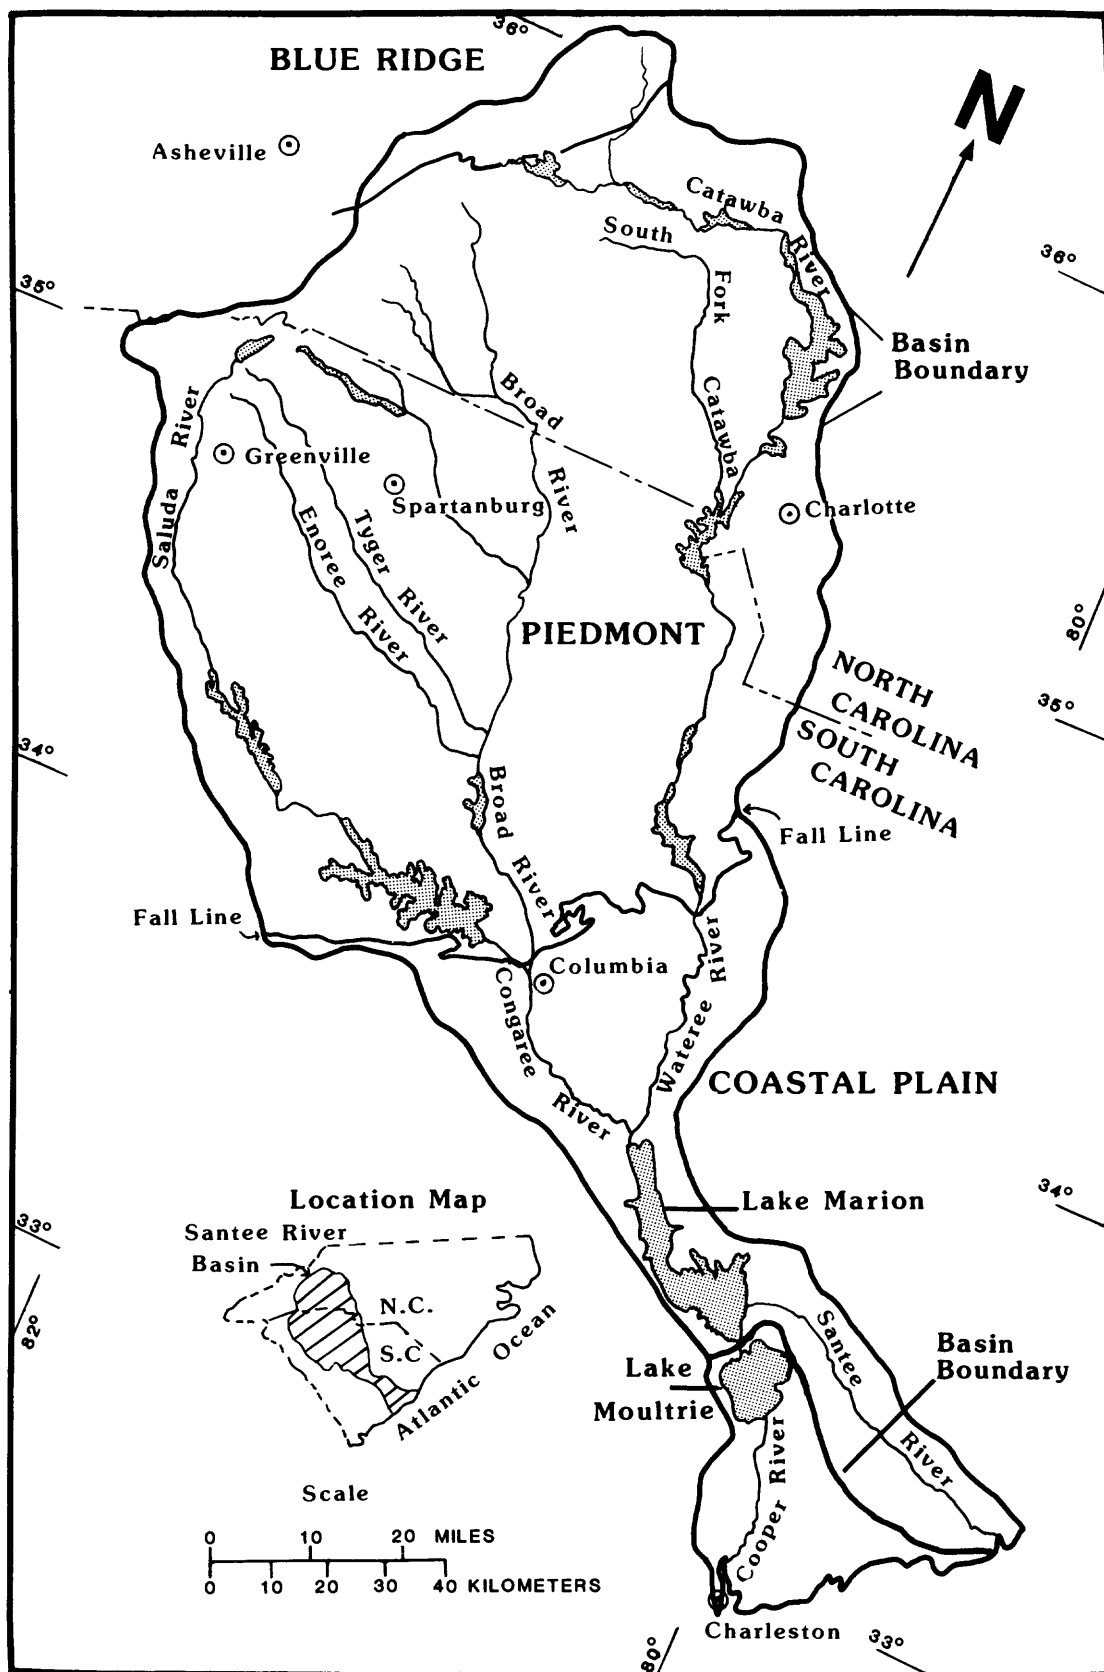 36°
BLUE RIDGE
N
Asheville
Catawba
River
South
Fork
Catawba
36°
35°
Basin
Boundary
Broad
River
Saluda River
Greenville
Spartanburg
Charlotte
Enoree River
Tyger River
80°
PIEDMONT
NORTH
CAROLINA
SOUTH
CAROLINA
35°
34°
Broad River
Fall Line
Fall Line
Columbia
Congaree
River
Wateree River
COASTAL PLAIN
34°
Location Map
Lake Marion
33°
Santee River
Basin
N.C.
S.C
Atlantic Ocean
82°
Santee
River
Basin
Boundary
Lake
Moultrie
Cooper River
Scale
0 10 20 MILES
0 10 20 30 40 KILOMETERS
Charleston
80°
33°